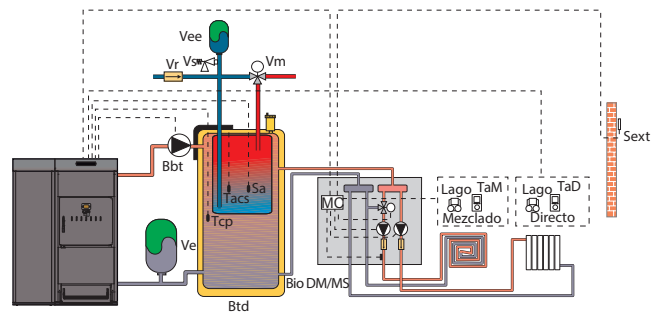 Vee
Vr
Vsw
Vm
Bbt
Tacs
Sa
Tcp
Ve
Btd
Bio DM/MS
MC
Lago TaM
Mezclado
Lago TaD
Directo
Sext